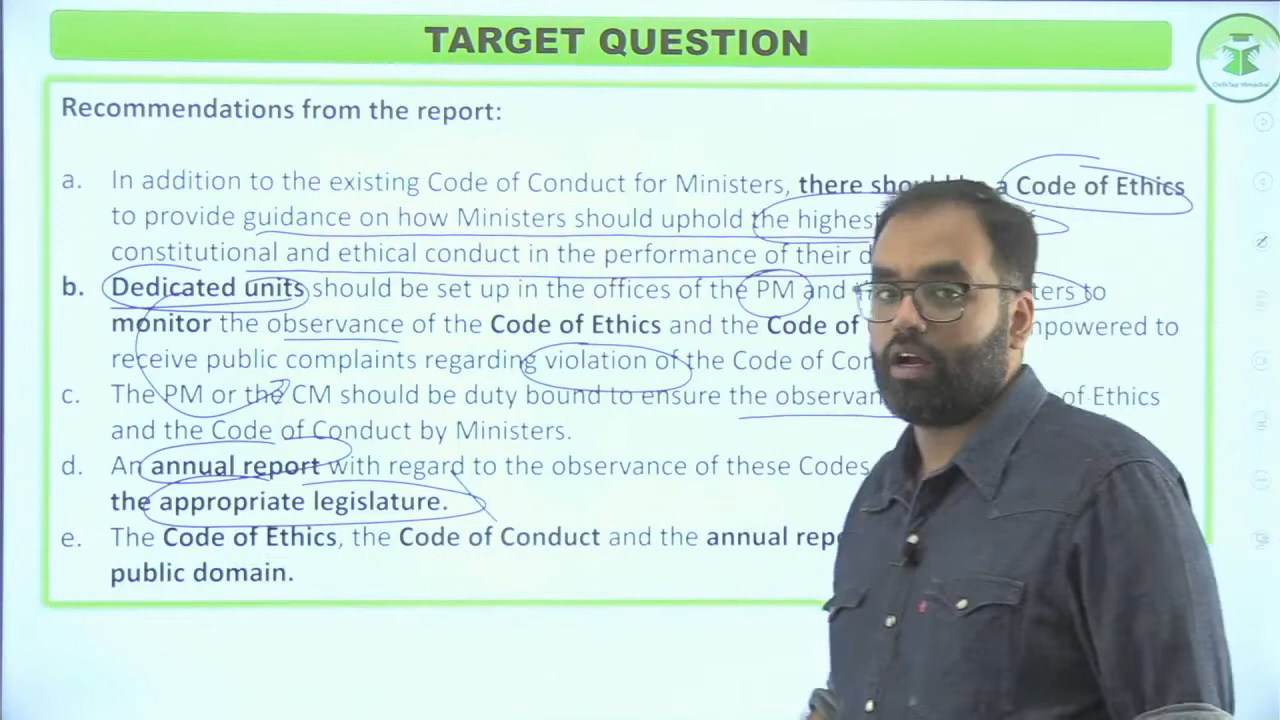 TARGET QUESTION
Recommendations from the report:
a. In addition to the existing Code of Conduct for Ministers, there a Code of Ethics
to provide guidance on how Ministers should uphold the highest
constitutional and ethical conduct in the performance of their
b. Dedicated units should be set up in the offices of the PM and to
monitor the observance of the Code of Ethics and the Code of empowered to
receive public complaints regarding violation of the Code of
c. The PM or the CM should be duty bound to ensure the of Ethics
and the Code of Conduct by Ministers.
d. An annual report with regard to the observance of these Codes
the appropriate legislature.
e. The Code of Ethics, the Code of Conduct and the annual
public domain.